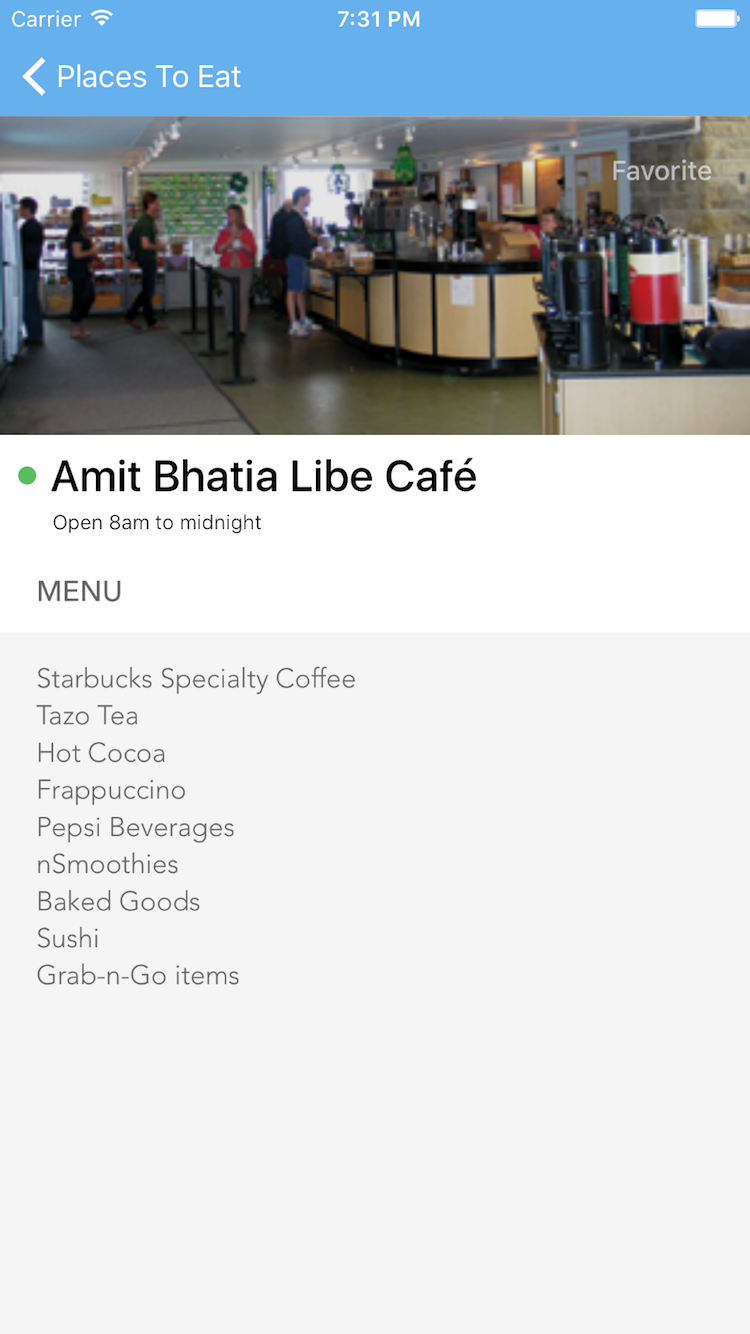 Carrier 7:31 PM
Places To Eat
Favorite
Amit Bhatia Libe Café
Open 8am to midnight
MENU
Starbucks Specialty Coffee
Tazo Tea
Hot Cocoa
Frappuccino
Pepsi Beverages
nSmoothies
Baked Goods
Sushi
Grab-n-Go items